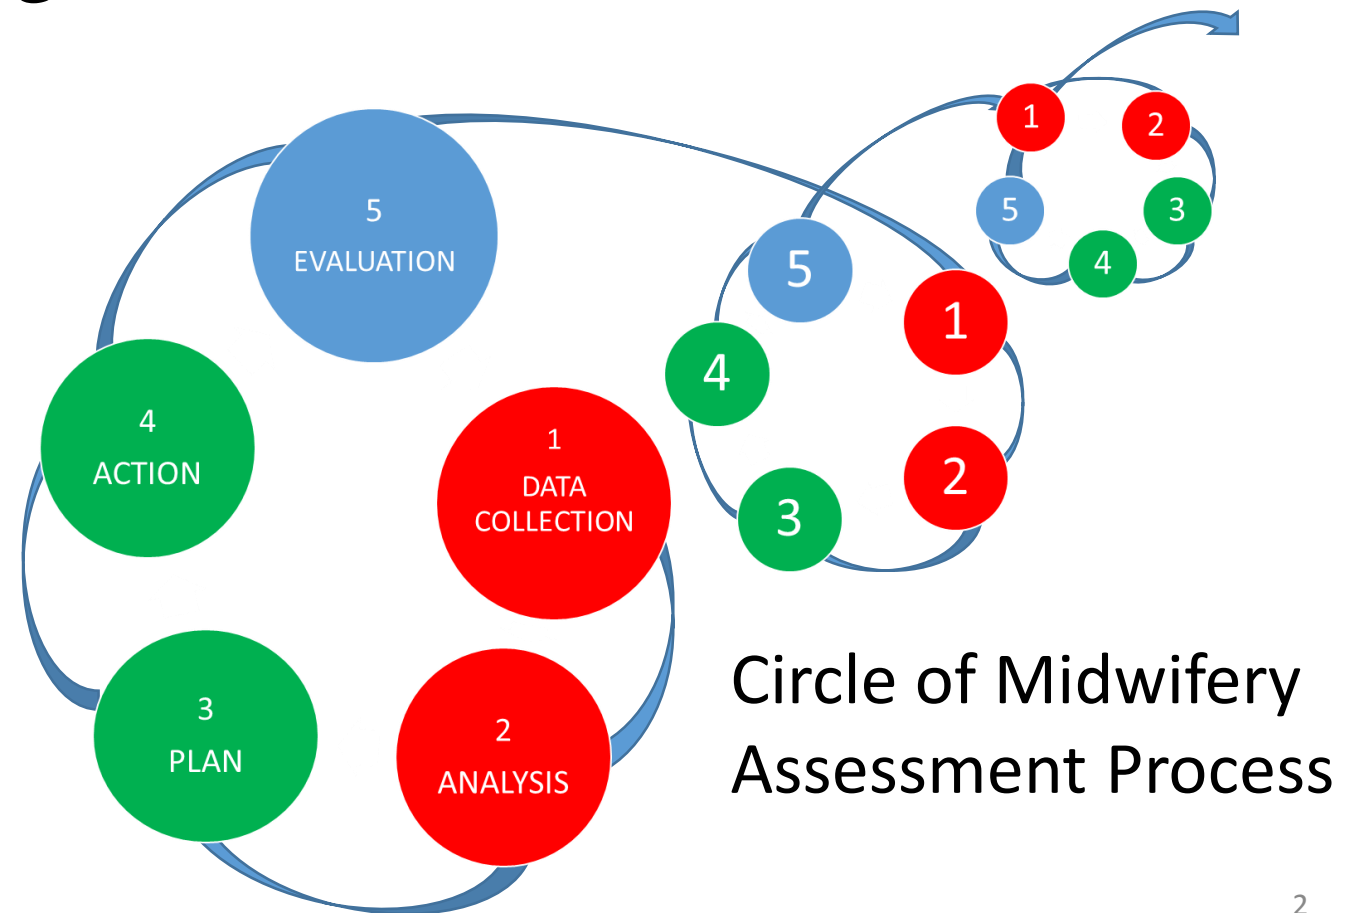 5
EVALUATION
4
ACTION
3
PLAN
2
ANALYSIS
1
DATA
COLLECTION
1
2
3
4
5
1
2
3
4
5
Circle of Midwifery
Assessment Process
2